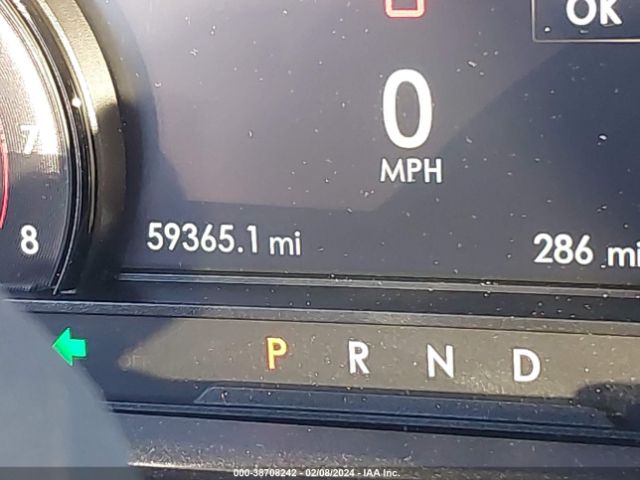 OK
0
MPH
7
8
59365.1 mi
286 mi
P R N D
000-38708242 - 02/08/2024 - IAA Inc.